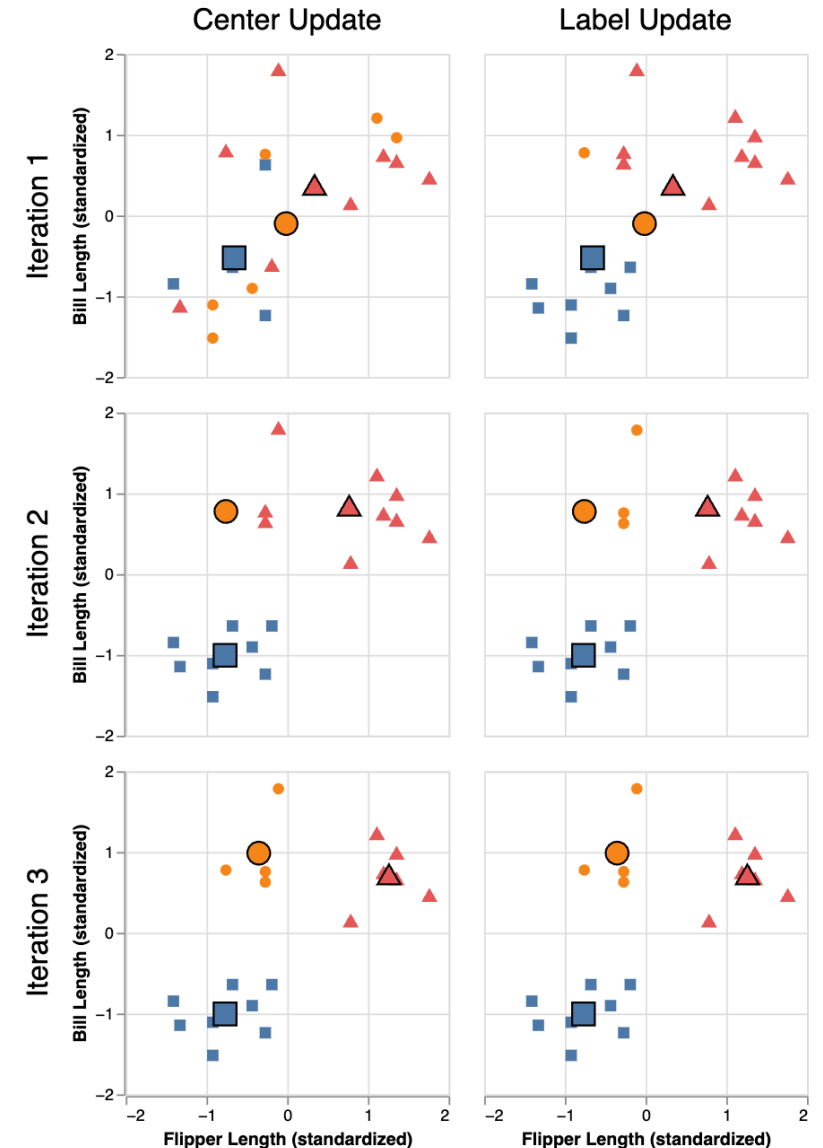 Center Update
Label Update
Iteration 1
Bill Length (standardized)
2
1
0
−1
−2
Iteration 2
Bill Length (standardized)
2
1
0
−1
−2
Iteration 3
Bill Length (standardized)
2
1
0
−1
−2
−2 −1 0 1 2
−2 −1 0 1 2
Flipper Length (standardized)
Flipper Length (standardized)